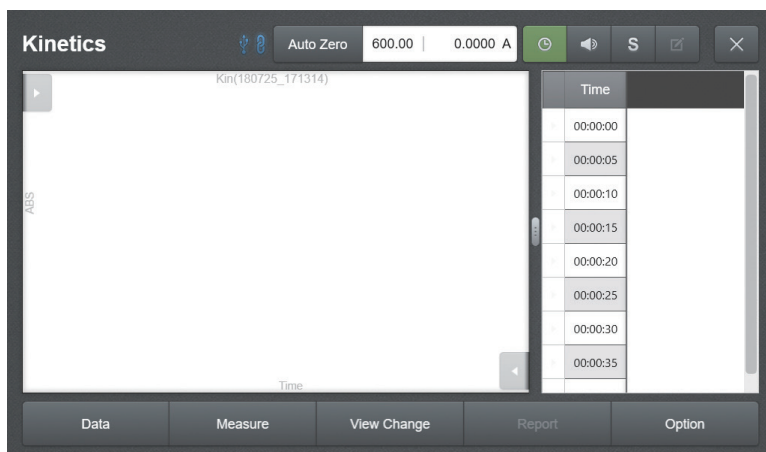 Kinetics
Auto Zero
600.00
0.0000 A
S
Kin(180725_171314)
ABS
Time
Time
00:00:00
00:00:05
00:00:10
00:00:15
00:00:20
00:00:25
00:00:30
00:00:35
Data
Measure
View Change
Report
Option